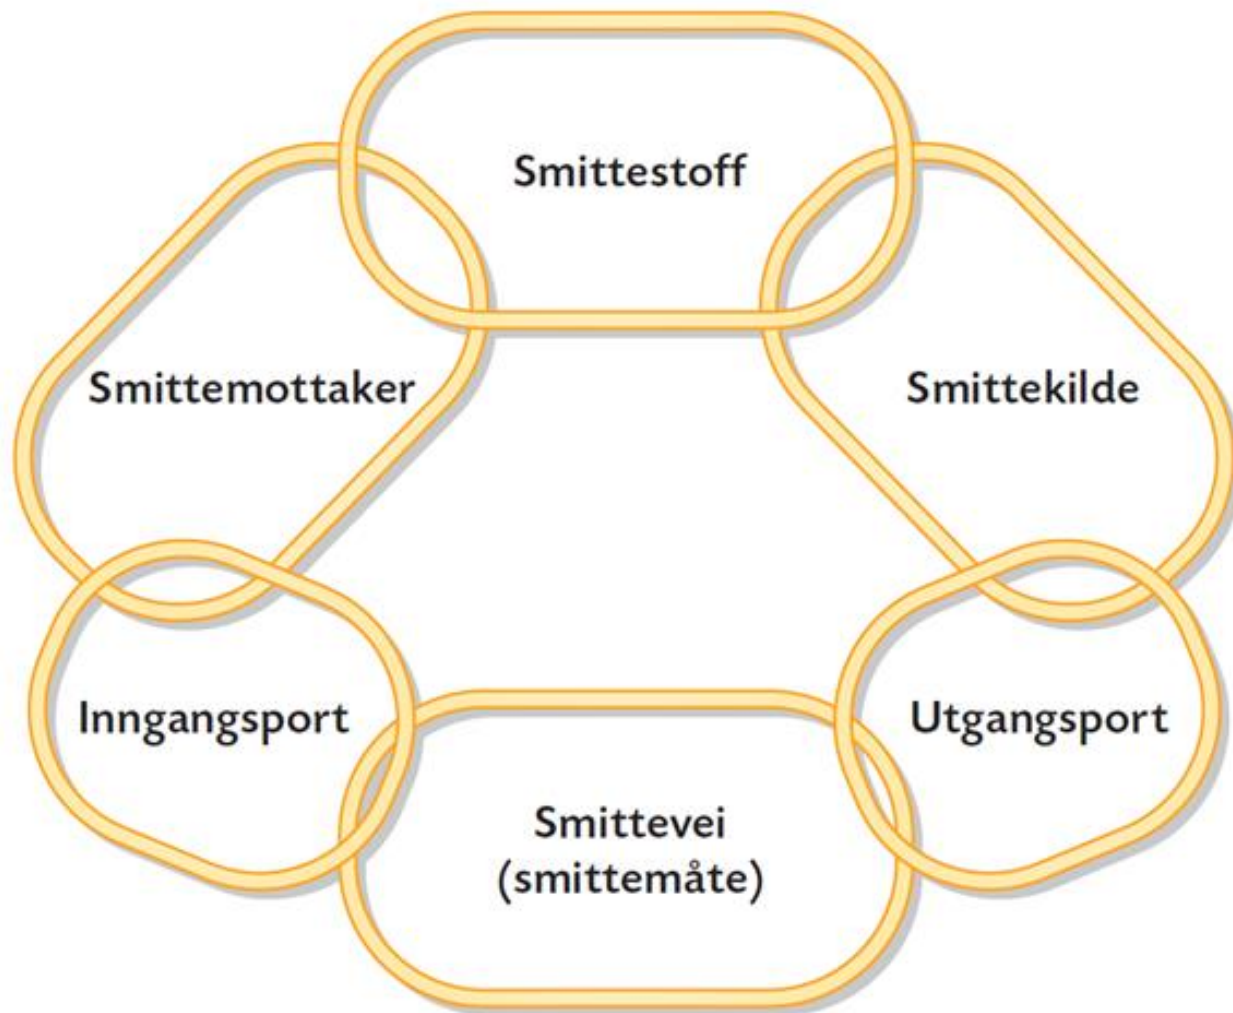 Smittestoff
Smittemottaker
Smittekilde
Inngangsport
Utgangsport
Smittevei
(smittemåte)